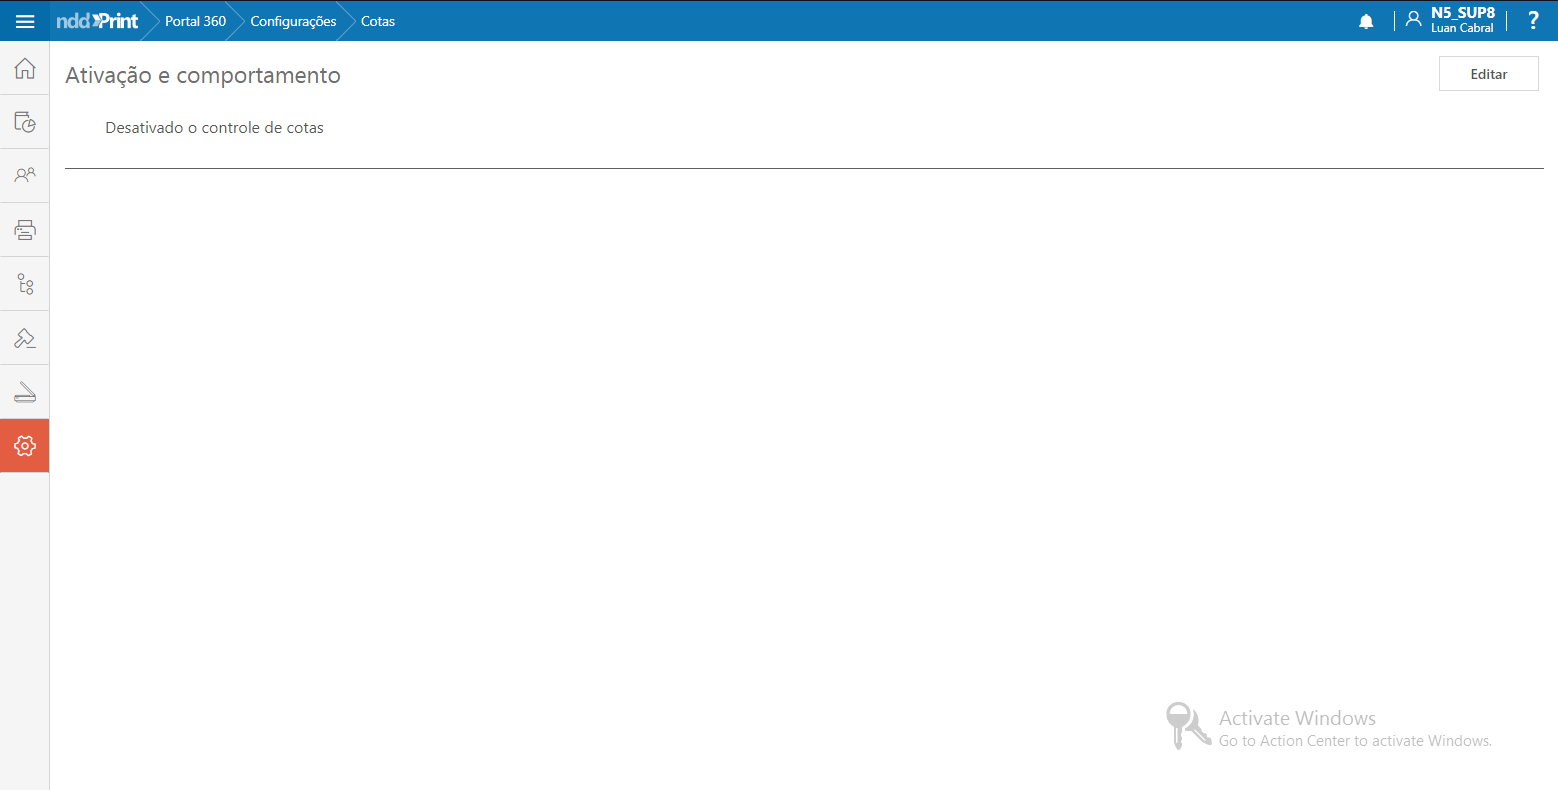 nddPrint
Portal 360
Configurações
Cotas
N5_SUP8
Luan Cabral
?
Ativação e comportamento
Editar
Desativado o controle de cotas
Activate Windows
Go to Action Center to activate Windows.